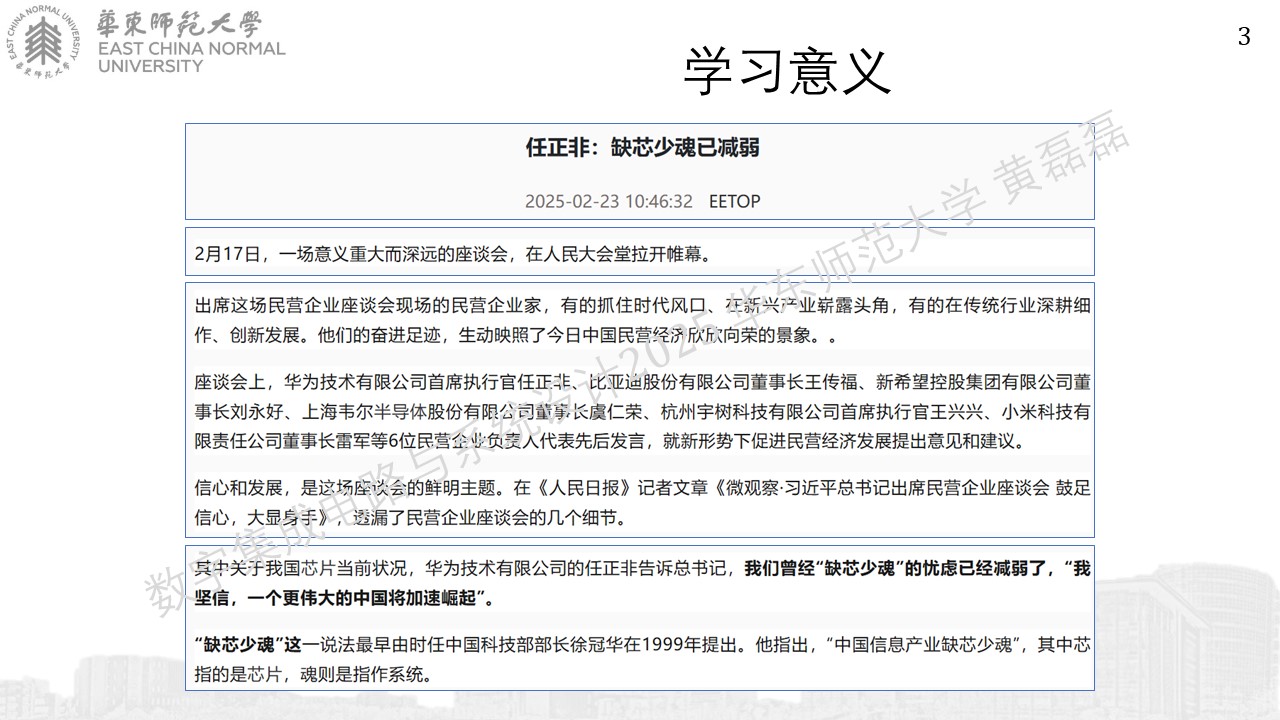 EAST CHINA NORMAL UNIVERSITY
華東師範大學
華東師範大學
EAST CHINA NORMAL
UNIVERSITY
3
学习意义
任正非：缺芯少魂已减弱
2025-02-23 10:46:32 EETOP
2月17日，一场意义重大而深远的座谈会，在人民大会堂拉开帷幕。
出席这场民营企业座谈会现场的民营企业家，有的抓住时代风口、在新兴产业崭露头角，有的在传统行业深耕细
作、创新发展。他们的奋进足迹，生动映照了今日中国民营经济欣欣向荣的景象。。
座谈会上，华为技术有限公司首席执行官任正非、比亚迪股份有限公司董事长王传福、新希望控股集团有限公司董
事长刘永好、上海韦尔半导体股份有限公司董事长虞仁荣、杭州宇树科技有限公司首席执行官王兴兴、小米科技有
限责任公司董事长雷军等6位民营企业负责人代表先后发言，就新形势下促进民营经济发展提出意见和建议。
信心和发展，是这场座谈会的鲜明主题。在《人民日报》记者文章《微观察·习近平总书记出席民营企业座谈会 鼓足
信心，大显身手》，透漏了民营企业座谈会的几个细节。
其中关于我国芯片当前状况，华为技术有限公司的任正非告诉总书记，我们曾经“缺芯少魂”的忧虑已经减弱了，“我
坚信，一个更伟大的中国将加速崛起”。
“缺芯少魂”这一说法最早由时任中国科技部部长徐冠华在1999年提出。他指出，“中国信息产业缺芯少魂”，其中芯
指的是芯片，魂则是指作系统。
数字集成电路与系统设计2025 华东师范大学 黄磊磊